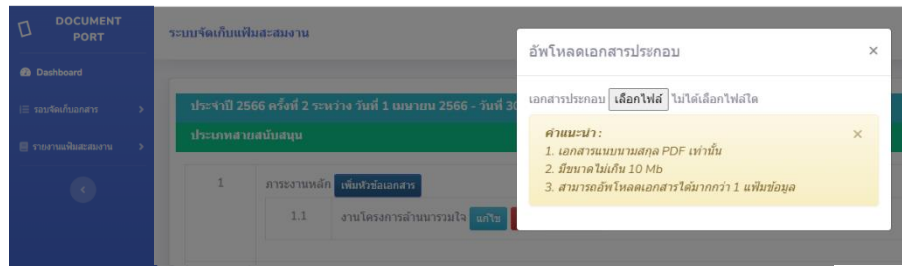 DOCUMENT
PORT
Dashboard
รอบจัดเก็บเอกสาร
รายงานแฟ้มสะสมงาน
ระบบจัดเก็บแฟ้มสะสมงาน
ประจำปี 2566 ครั้งที่ 2 ระหว่าง วันที่ 1 เมษายน 2566 - วันที่ 30
ประเภทสายสนับสนุน
1 ภาระงานหลัก เพิ่มหัวข้อเอกสาร
1.1 งานโครงการล้านนารวมใจ แก้ไข
อัพโหลดเอกสารประกอบ ×
เอกสารประกอบ เลือกไฟล์ ไม่ได้เลือกไฟล์ใด
คำแนะนำ : ×
1. เอกสารแนบนามสกุล PDF เท่านั้น
2. มีขนาดไม่เกิน 10 Mb
3. สามารถอัพโหลดเอกสารได้มากกว่า 1 แฟ้มข้อมูล